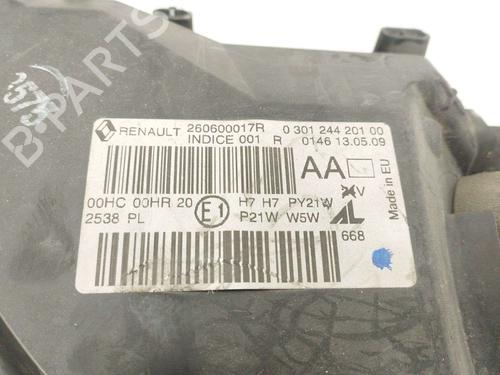 RENAULT 260600017R 0 301 244 201 00
INDICE 001 R 0146 13.05.09
AA
00HC 00HR 20 E1 H7 H7 PY21W
2538 PL P21W W5W
668
Made in EU
B-PARTS